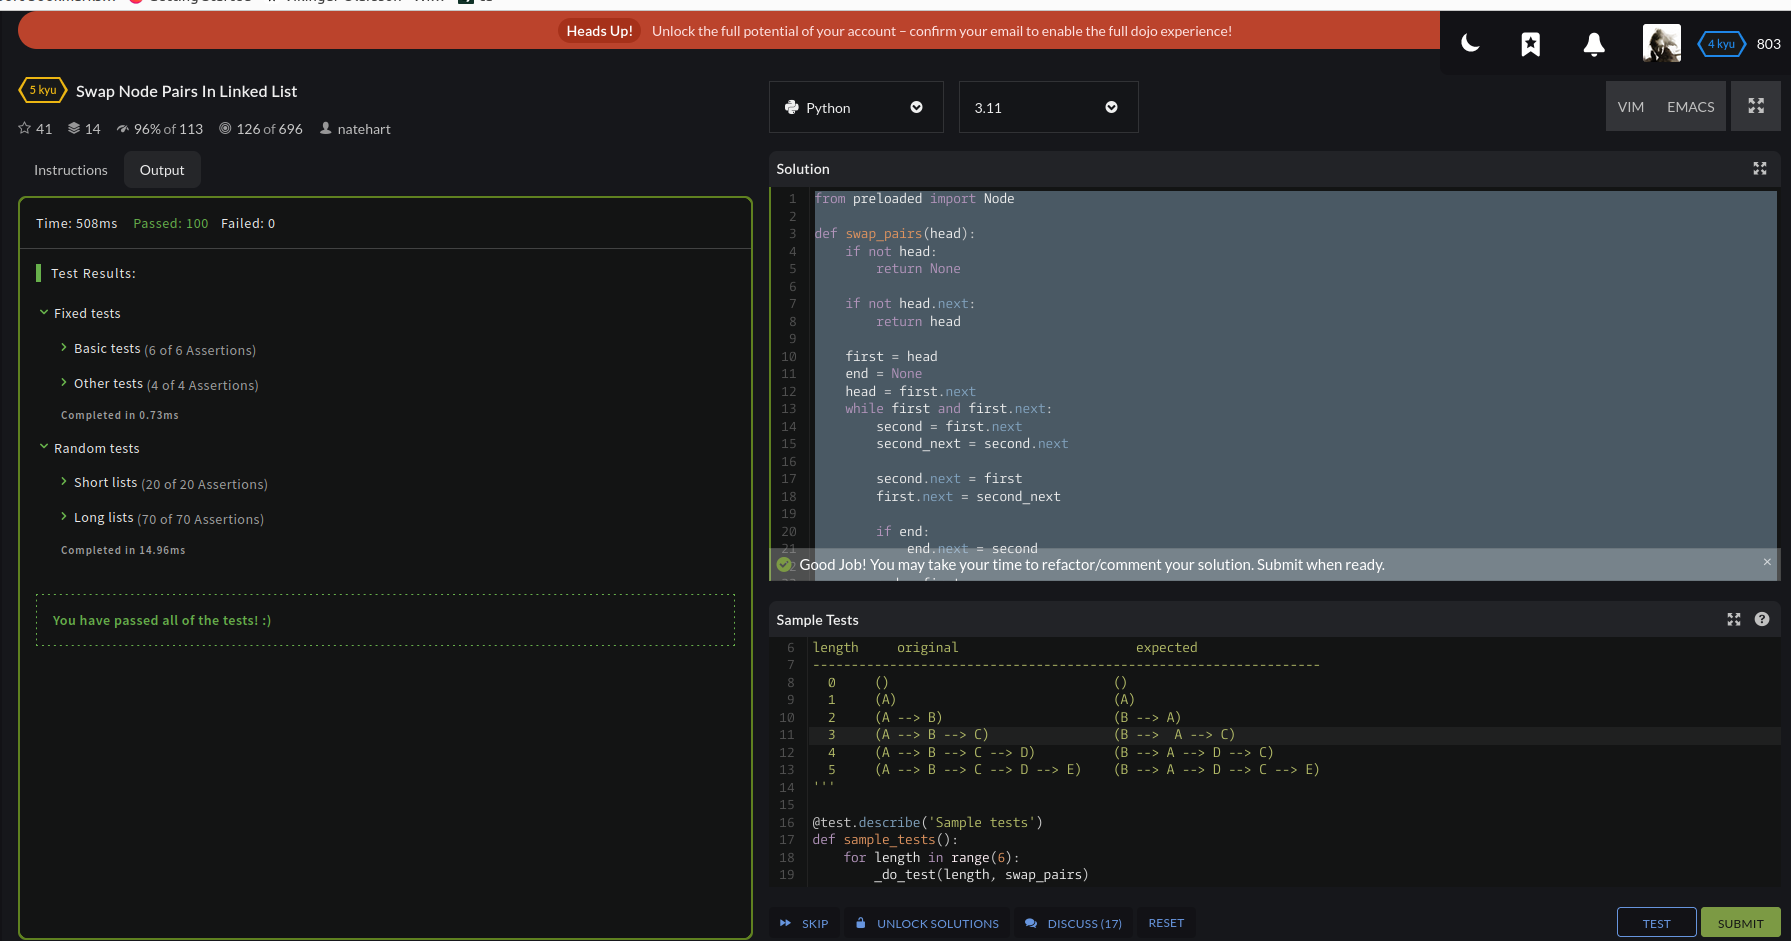 Heads Up! Unlock the full potential of your account – confirm your email to enable the full dojo experience!
4 kyu 803
5 kyu Swap Node Pairs In Linked List
41 14 96% of 113 126 of 696 natehart
Instructions Output
Time: 508ms Passed: 100 Failed: 0
Test Results:
Fixed tests
Basic tests (6 of 6 Assertions)
Other tests (4 of 4 Assertions)
Completed in 0.73ms
Random tests
Short lists (20 of 20 Assertions)
Long lists (70 of 70 Assertions)
Completed in 14.96ms
You have passed all of the tests! :)
Python 3.11 VIM EMACS
Solution
1 from preloaded import Node
2
3 def swap_pairs(head):
4     if not head:
5         return None
6
7     if not head.next:
8         return head
9
10     first = head
11     end = None
12     head = first.next
13     while first and first.next:
14         second = first.next
15         second_next = second.next
16
17         second.next = first
18         first.next = second_next
19
20         if end:
21             end.next = second
Good Job! You may take your time to refactor/comment your solution. Submit when ready.
Sample Tests
6 length     original                       expected
7 ------------------------------------------------------------------
8   0     ()                             ()
9   1     (A)                            (A)
10   2     (A --> B)                      (B --> A)
11   3     (A --> B --> C)                (B -->  A --> C)
12   4     (A --> B --> C --> D)          (B --> A --> D --> C)
13   5     (A --> B --> C --> D --> E)    (B --> A --> D --> C --> E)
14 '''
15
16 @test.describe('Sample tests')
17 def sample_tests():
18     for length in range(6):
19         _do_test(length, swap_pairs)
SKIP UNLOCK SOLUTIONS DISCUSS (17) RESET TEST SUBMIT